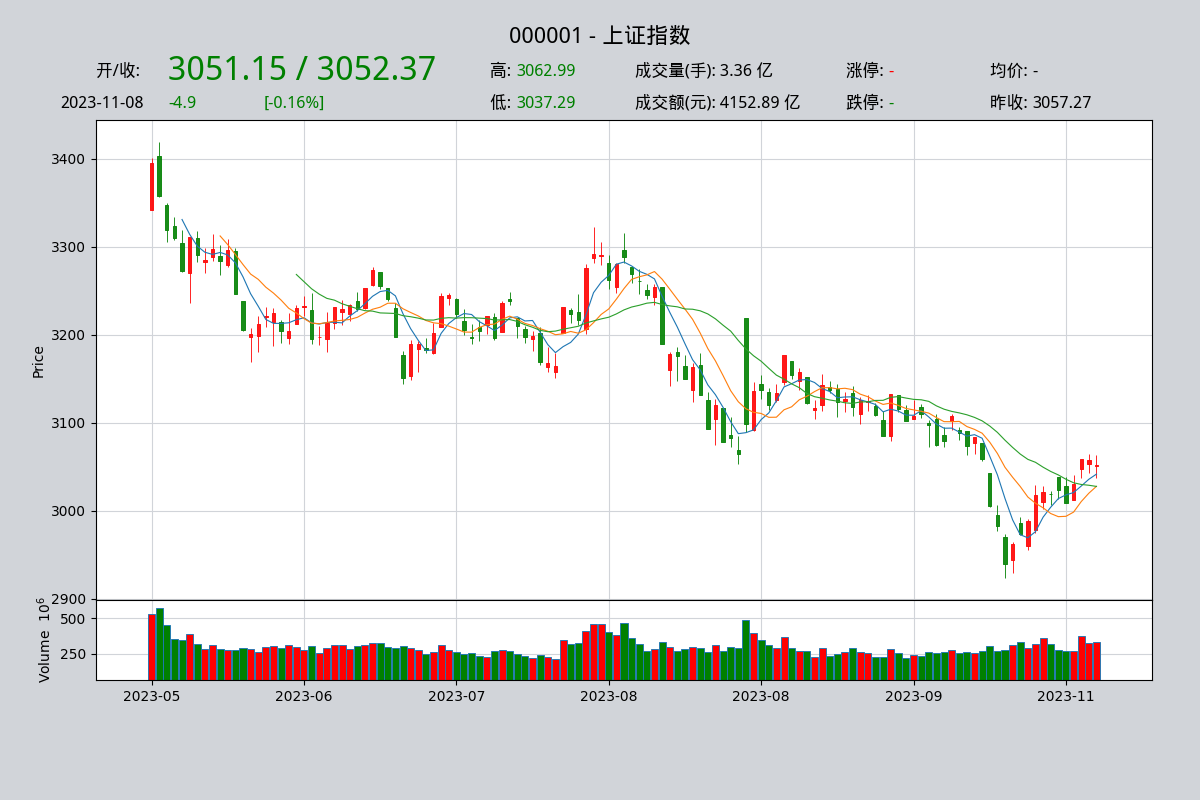 000001 - 上证指数
开/收: 3051.15 / 3052.37 高: 3062.99 成交量(手): 3.36 亿 涨停: - 均价: -
2023-11-08 -4.9 [-0.16%] 低: 3037.29 成交额(元): 4152.89 亿 跌停: - 昨收: 3057.27
3400
3300
3200
3100
3000
2900
Price
500
250
Volume 10⁶
2023-05 2023-06 2023-07 2023-08 2023-08 2023-09 2023-11